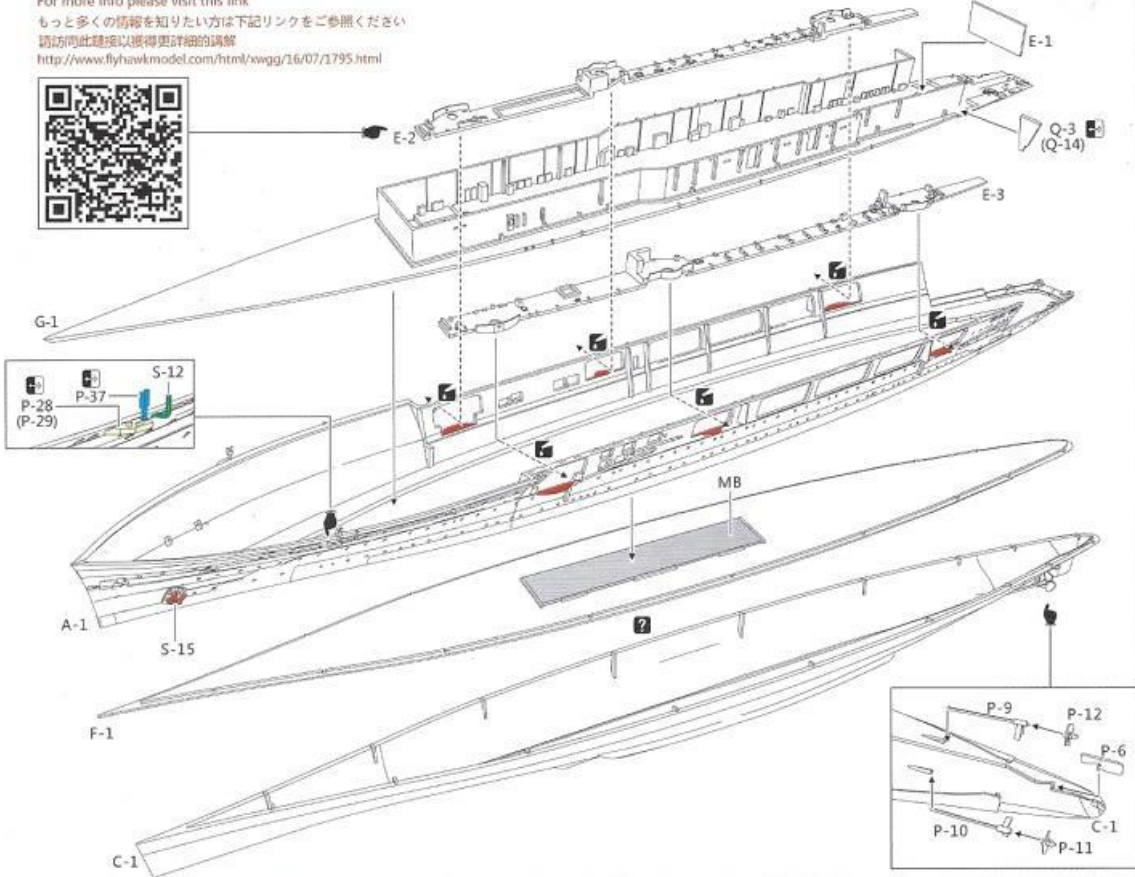 For more info please visit this link
もっと多くの情報を知りたい方は下記リンクをご参照ください
請訪問此鏈接以獲得更詳細的講解
http://www.flyhawkmodel.com/html/xwgg/16/07/1795.html
E-1
E-2
Q-3
(Q-14)
E-3
G-1
S-12
P-37
P-28
(P-29)
MB
A-1
S-15
?
F-1
P-9
P-12
P-6
C-1
P-10
P-11
C-1